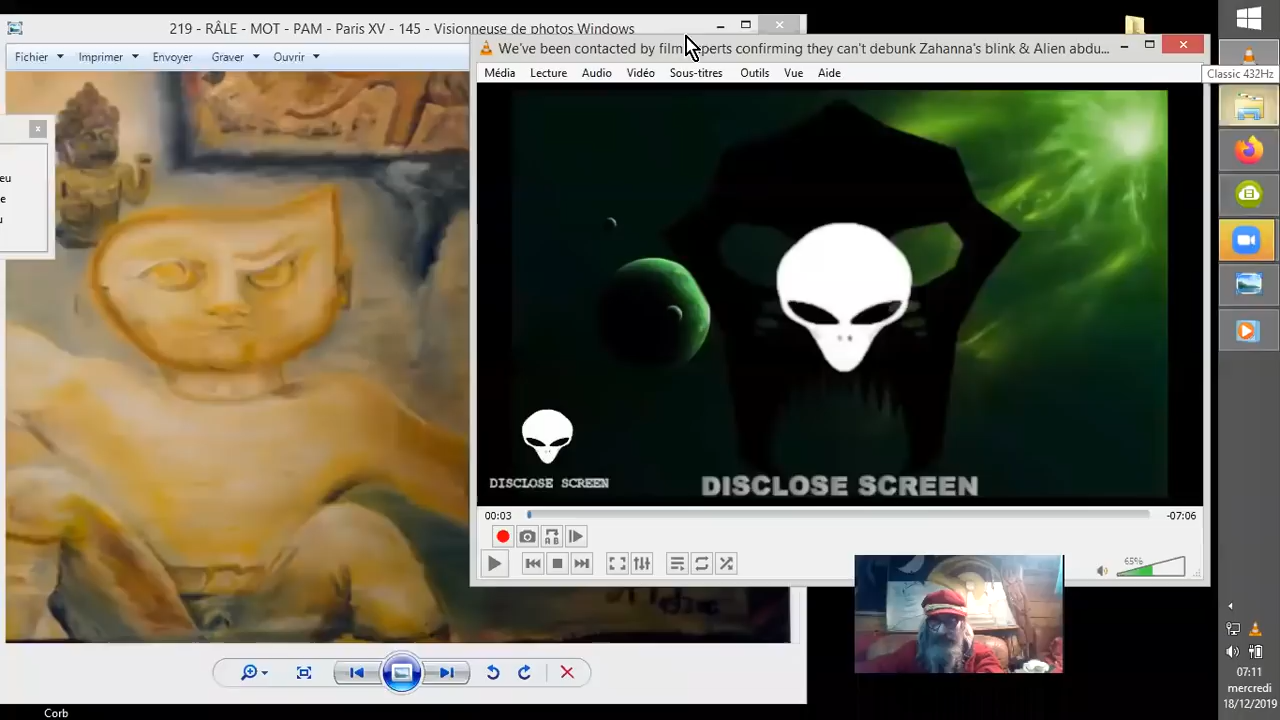 219 - RÂLE - MOT - PAM - Paris XV - 145 - Visionneuse de photos Windows
Fichier Imprimer Envoyer Graver Ouvrir
We've been contacted by film experts confirming they can't debunk Zahanna's blink & Alien abdu...
Média Lecture Audio Vidéo Sous-titres Outils Vue Aide
Classic 432Hz
eu
e
u
DISCLOSE SCREEN
DISCLOSE SCREEN
00:03
-07:06
65%
07:11
mercredi
18/12/2019
Corb